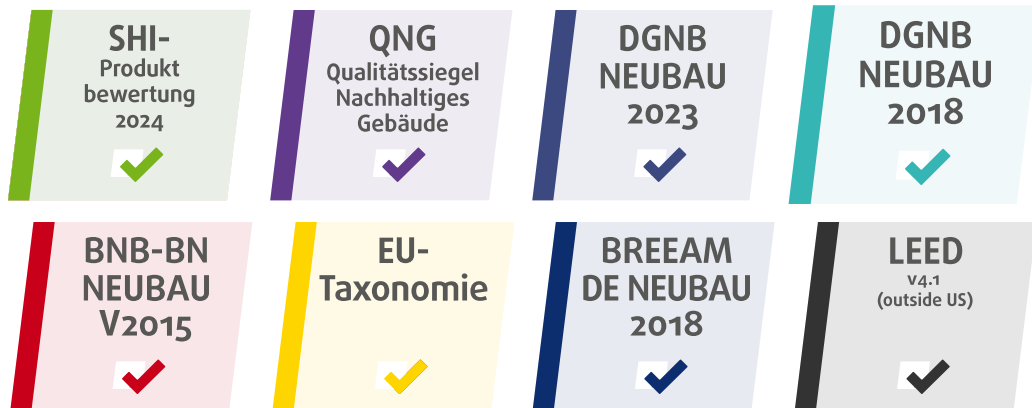 SHI-
Produkt
bewertung
2024
QNG
Qualitätssiegel
Nachhaltiges
Gebäude
DGNB
NEUBAU
2023
DGNB
NEUBAU
2018
BNB-BN
NEUBAU
V2015
EU-
Taxonomie
BREEAM
DE NEUBAU
2018
LEED
v4.1
(outside US)